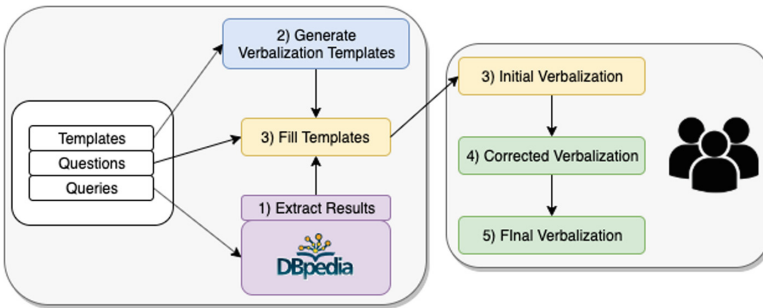 2) Generate
Verbalization Templates
Templates
Questions
Queries
3) Fill Templates
1) Extract Results
DBpedia
3) Initial Verbalization
4) Corrected Verbalization
5) FInal Verbalization